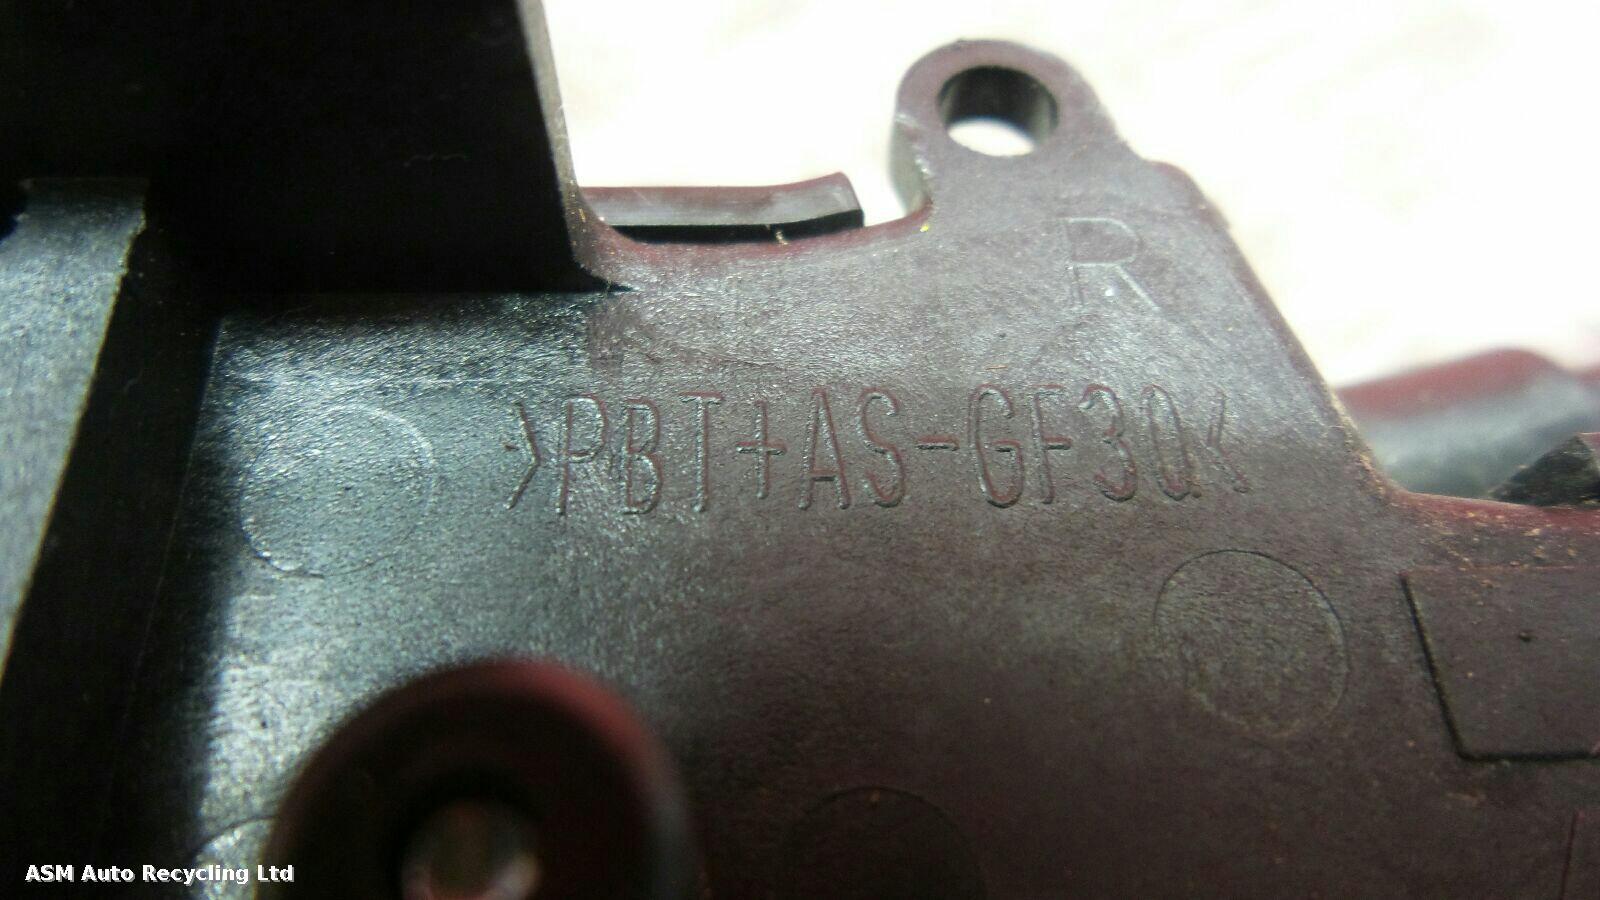 R
>PBT+AS-GF30<
ASM Auto Recycling Ltd